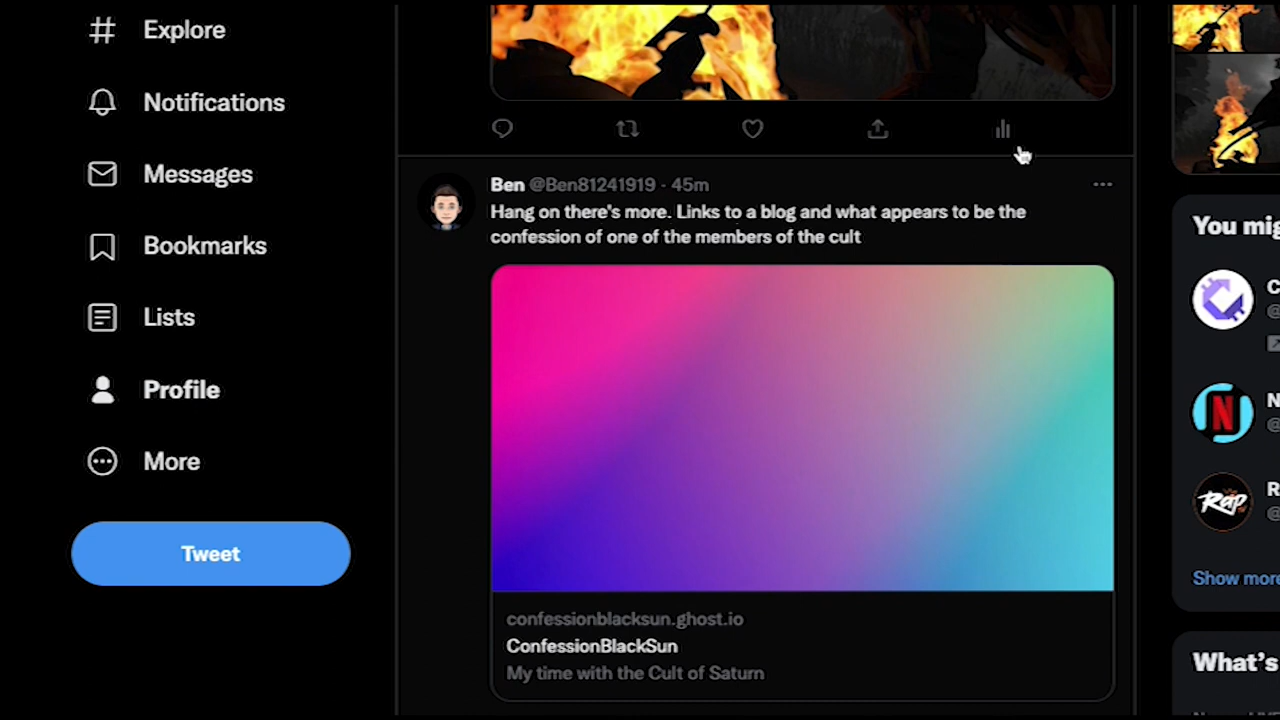 Explore
Notifications
Messages
Bookmarks
Lists
Profile
More
Tweet
Ben @Ben81241919 · 45m
Hang on there's more. Links to a blog and what appears to be the
confession of one of the members of the cult
confessionblacksun.ghost.io
ConfessionBlackSun
My time with the Cult of Saturn
You mig
C
@
N
N
@
Rap
R
@
Show more
What's